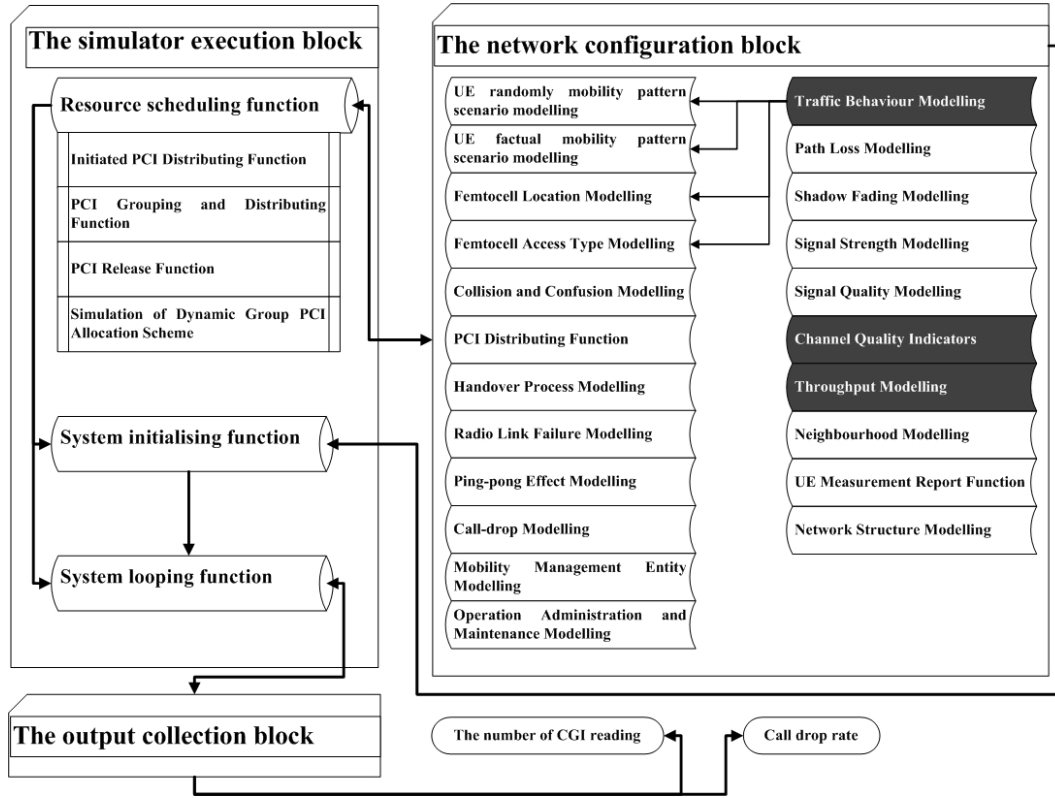 The simulator execution block
Resource scheduling function
Initiated PCI Distributing Function
PCI Grouping and Distributing
Function
PCI Release Function
Simulation of Dynamic Group PCI
Allocation Scheme
System initialising function
System looping function
The output collection block
The network configuration block
UE randomly mobility pattern
scenario modelling
UE factual mobility pattern
scenario modelling
Femtocell Location Modelling
Femtocell Access Type Modelling
Collision and Confusion Modelling
PCI Distributing Function
Handover Process Modelling
Radio Link Failure Modelling
Ping-pong Effect Modelling
Call-drop Modelling
Mobility Management Entity
Modelling
Operation Administration and
Maintenance Modelling
Traffic Behaviour Modelling
Path Loss Modelling
Shadow Fading Modelling
Signal Strength Modelling
Signal Quality Modelling
Channel Quality Indicators
Throughput Modelling
Neighbourhood Modelling
UE Measurement Report Function
Network Structure Modelling
The number of CGI reading
Call drop rate